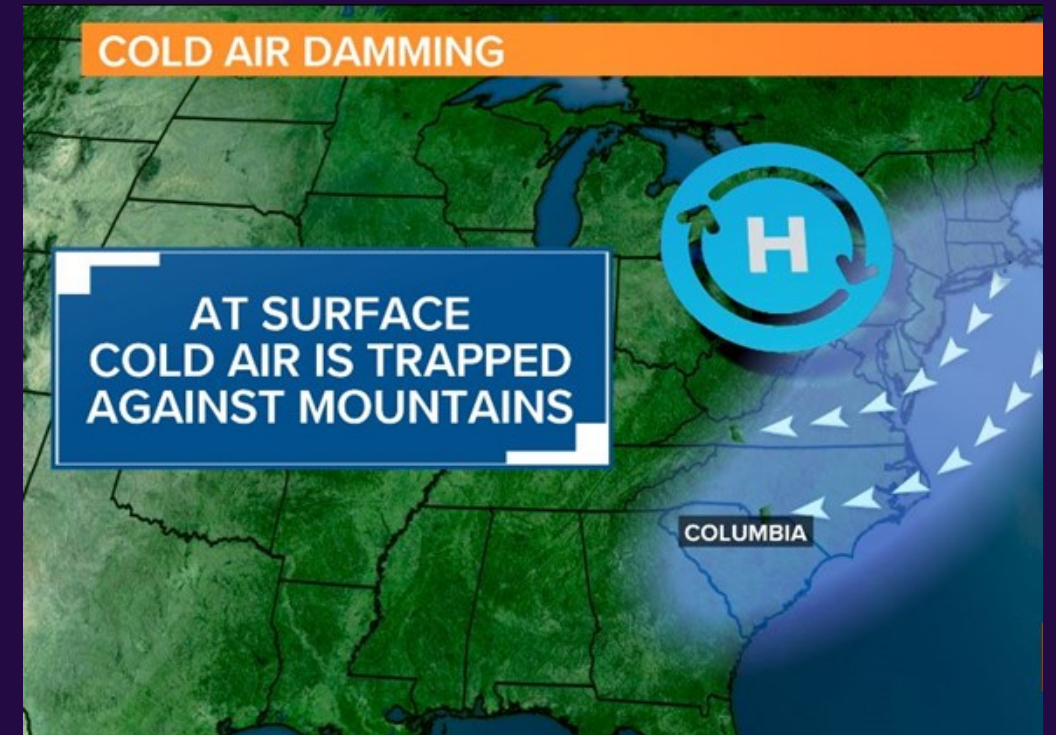 COLD AIR DAMMING
H
AT SURFACE
COLD AIR IS TRAPPED
AGAINST MOUNTAINS
COLUMBIA